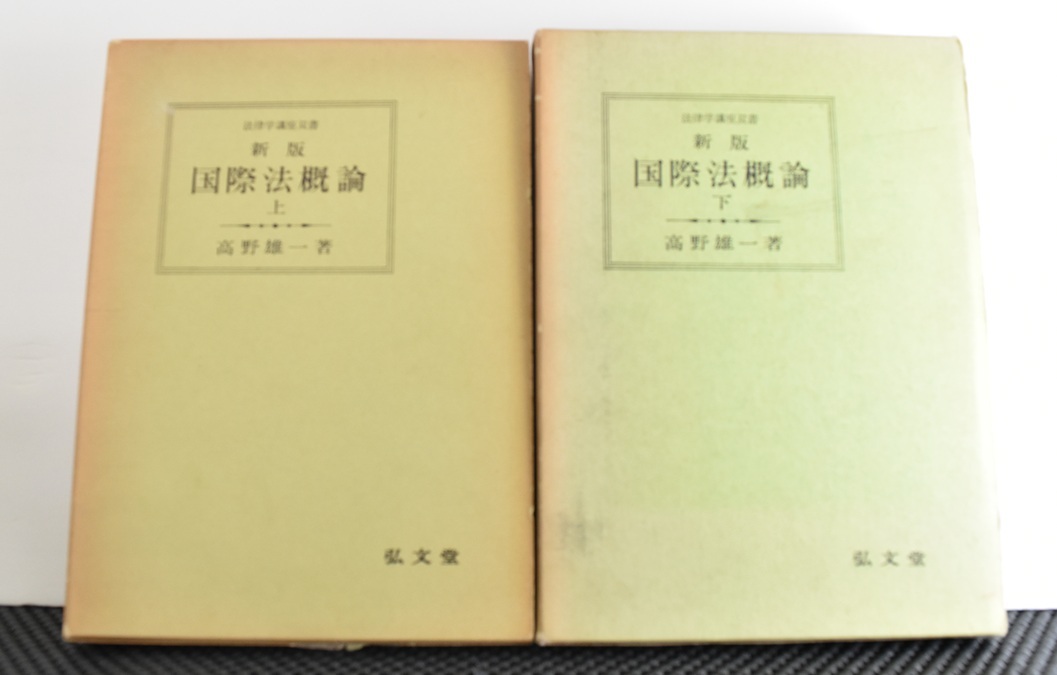 法律学講座双書
新版
国際法概論
上
高野雄一著
弘文堂
法律学講座双書
新版
国際法概論
下
高野雄一著
弘文堂